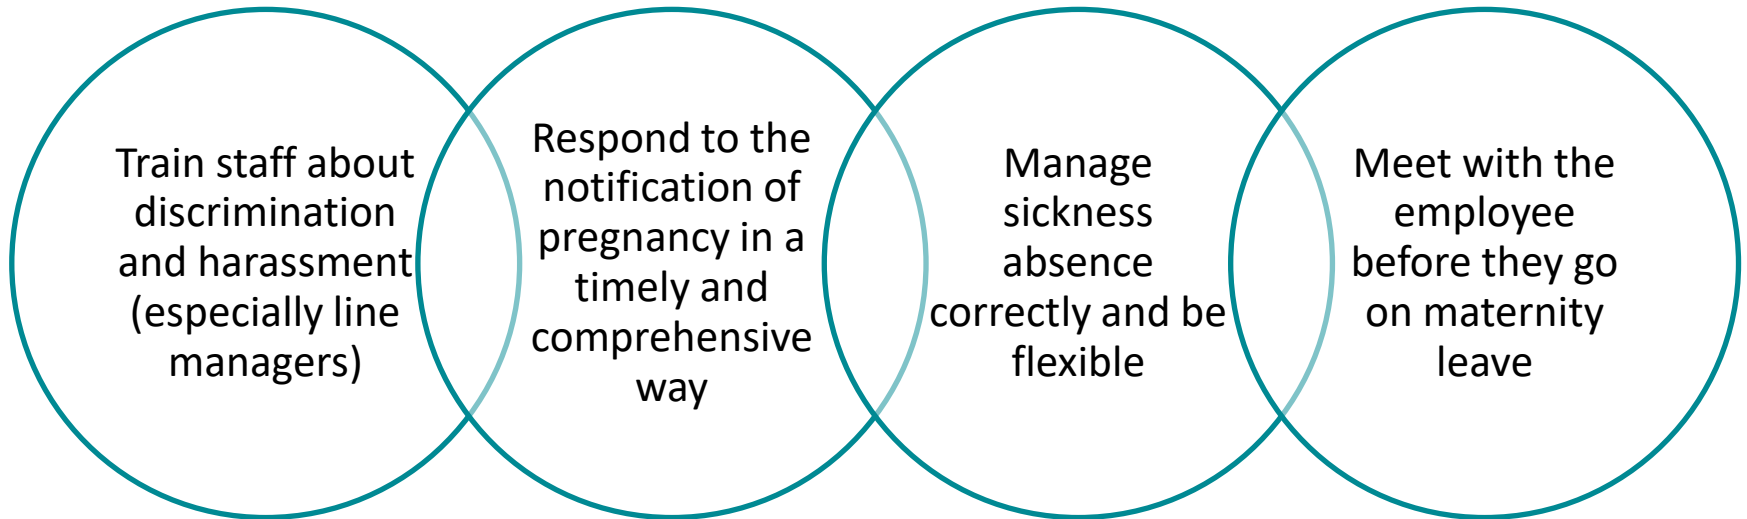 Train staff about
discrimination
and harassment
(especially line
managers)
Respond to the
notification of
pregnancy in a
timely and
comprehensive
way
Manage
sickness
absence
correctly and be
flexible
Meet with the
employee
before they go
on maternity
leave